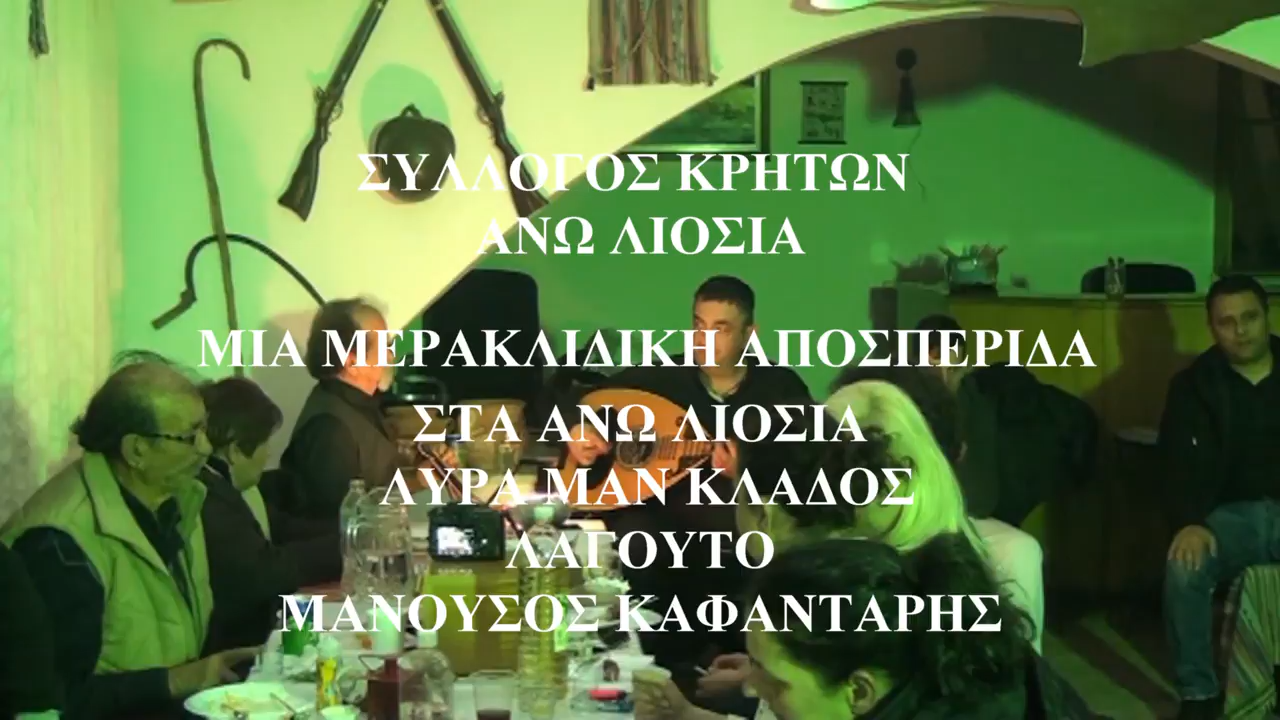 ΣΥΛΛΟΓΟΣ ΚΡΗΤΩΝ
ΑΝΩ ΛΙΟΣΙΑ
ΜΙΑ ΜΕΡΑΚΛΙΔΙΚΗ ΑΠΟΣΠΕΡΙΔΑ
ΣΤΑ ΑΝΩ ΛΙΟΣΙΑ
ΛΥΡΑ ΜΑΝ ΚΛΑΔΟΣ
ΛΑΓΟΥΤΟ
ΜΑΝΟΥΣΟΣ ΚΑΦΑΝΤΑΡΗΣ